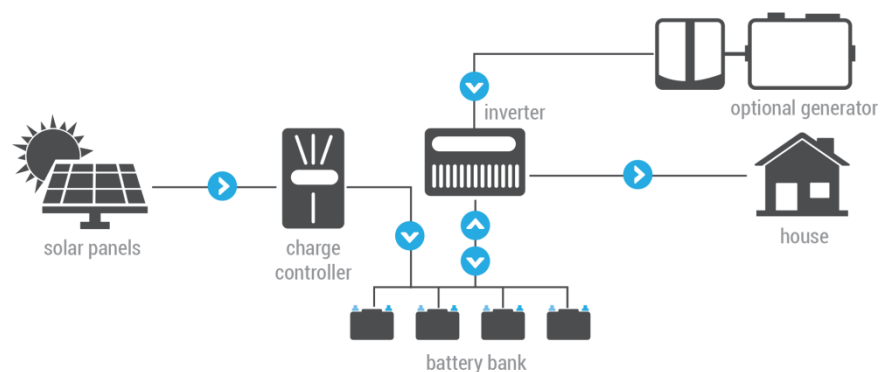 optional generator
inverter
solar panels
charge
controller
house
battery bank